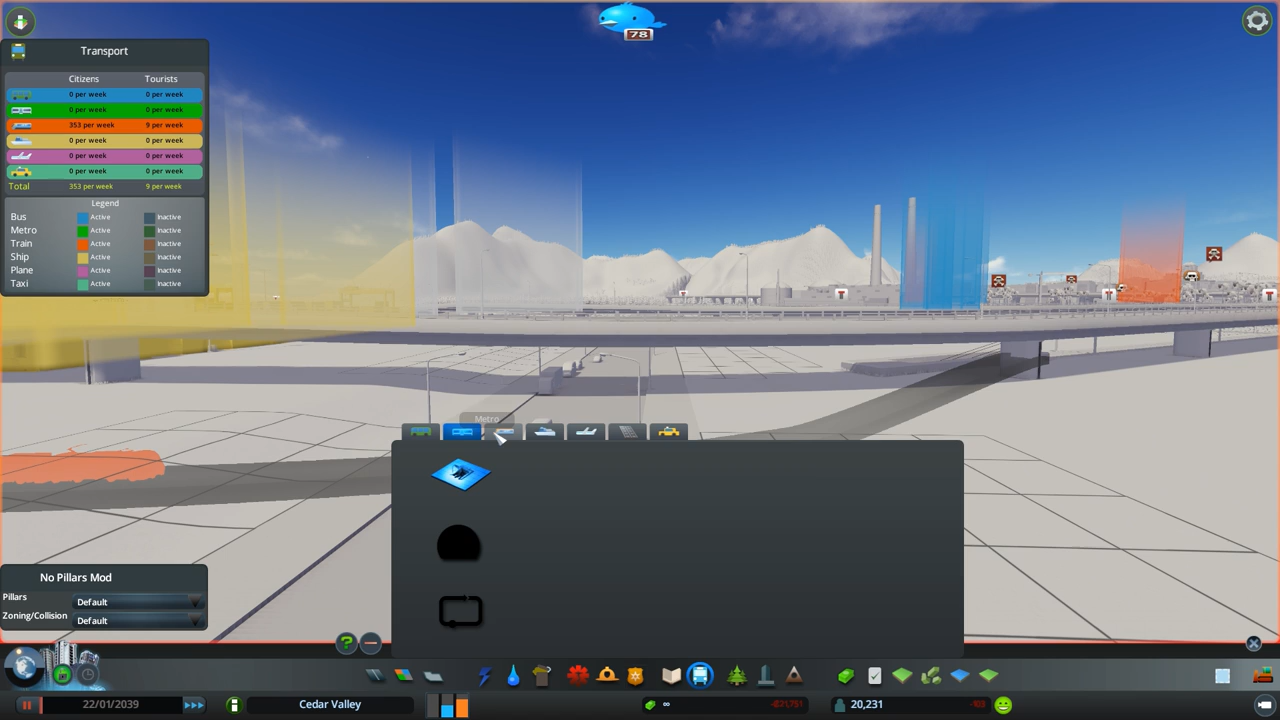 78
Transport
Citizens Tourists
0 per week 0 per week
0 per week 0 per week
353 per week 9 per week
0 per week 0 per week
0 per week 0 per week
0 per week 0 per week
Total 353 per week 9 per week
Legend
Bus Active Inactive
Metro Active Inactive
Train Active Inactive
Ship Active Inactive
Plane Active Inactive
Taxi Active Inactive
Metro
No Pillars Mod
Pillars Default
Zoning/Collision Default
?
22/01/2039
Cedar Valley
∞
20,231
-103